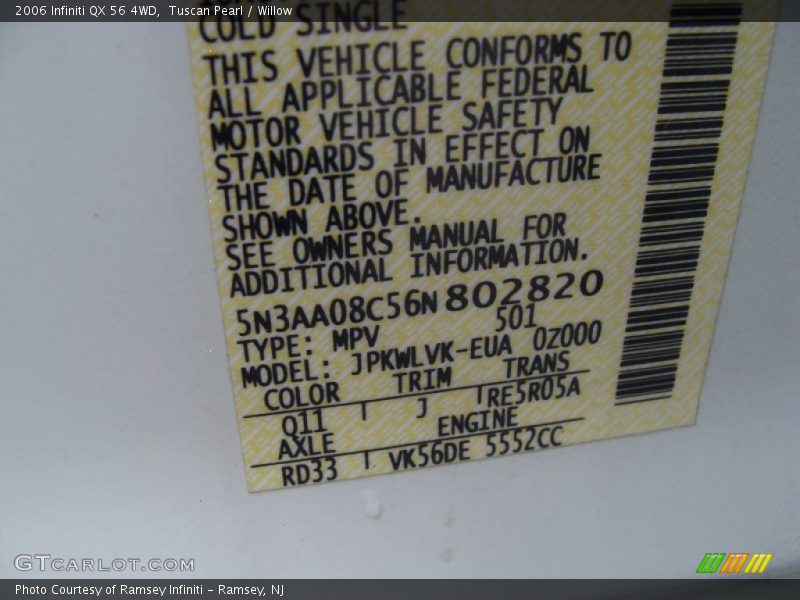 2006 Infiniti QX 56 4WD,  Tuscan Pearl / Willow
COLD SINGLE
THIS VEHICLE CONFORMS TO
ALL APPLICABLE FEDERAL
MOTOR VEHICLE SAFETY
STANDARDS IN EFFECT ON
THE DATE OF MANUFACTURE
SHOWN ABOVE.
SEE OWNERS MANUAL FOR
ADDITIONAL INFORMATION.
5N3AA08C56N802820
TYPE: MPV 501
MODEL: JPKWLVK-EUA 0Z000
COLOR TRIM TRANS
Q11 J RE5R05A
AXLE ENGINE
RD33 VK56DE 5552CC
GTCARLOT.COM
Photo Courtesy of Ramsey Infiniti - Ramsey, NJ